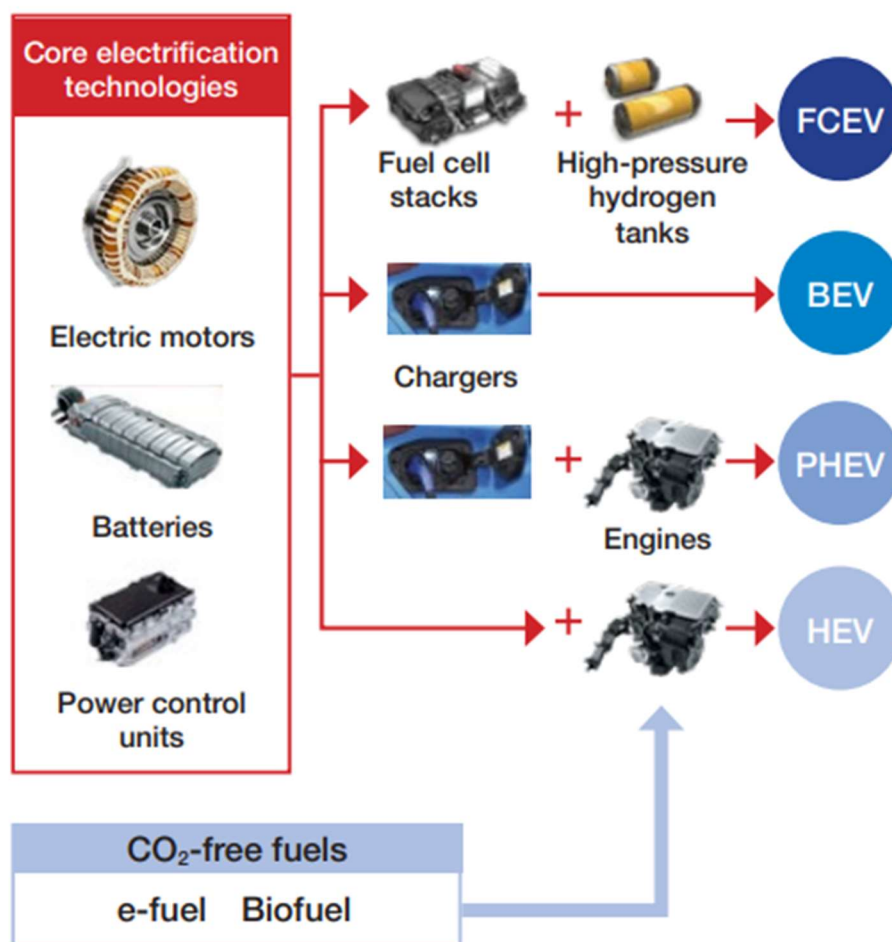 Core electrification
technologies
Electric motors
Batteries
Power control
units
Fuel cell
stacks
+
High-pressure
hydrogen
tanks
FCEV
Chargers
BEV
+
Engines
PHEV
+
HEV
CO₂-free fuels
e-fuel Biofuel